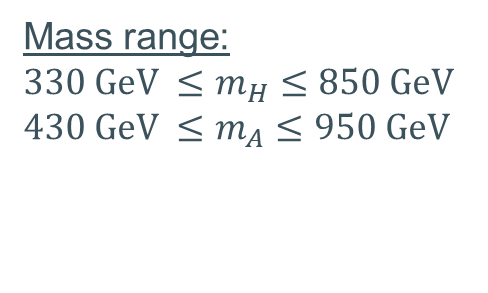 Mass range:
330 GeV ≤ m_H ≤ 850 GeV
430 GeV ≤ m_A ≤ 950 GeV